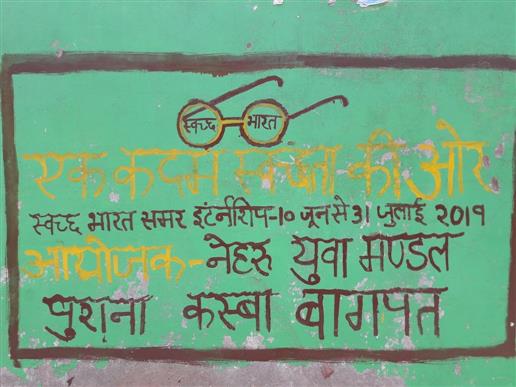 स्वच्छ भारत
एक कदम स्वच्छता की ओर
स्वच्छ भारत समर इंटर्नशिप-10 जून से 31 जुलाई 2019
आयोजक-नेहरु युवा मण्डल
पुराना कस्बा बागपत